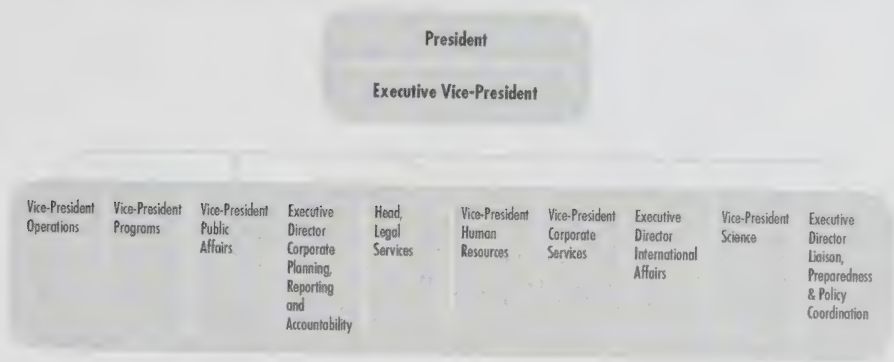 President
Executive Vice-President
Vice-President
Operations
Vice-President
Programs
Vice-President
Public
Affairs
Executive
Director
Corporate
Planning,
Reporting
and
Accountability
Head,
Legal
Services
Vice-President
Human
Resources
Vice-President
Corporate
Services
Executive
Director
International
Affairs
Vice-President
Science
Executive
Director
Liaison,
Preparedness
& Policy
Coordination